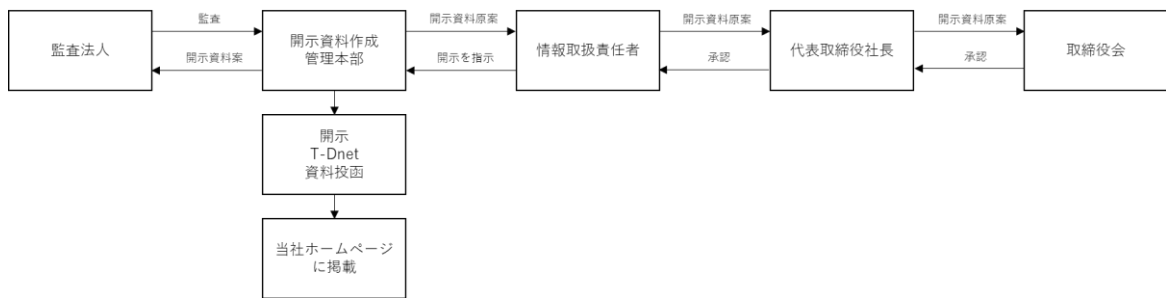 監査
開示資料原案
開示資料原案
開示資料原案
監査法人
開示資料作成
管理本部
情報取扱責任者
代表取締役社長
取締役会
開示資料案
開示を指示
承認
承認
開示
T-Dnet
資料投函
当社ホームページ
に掲載